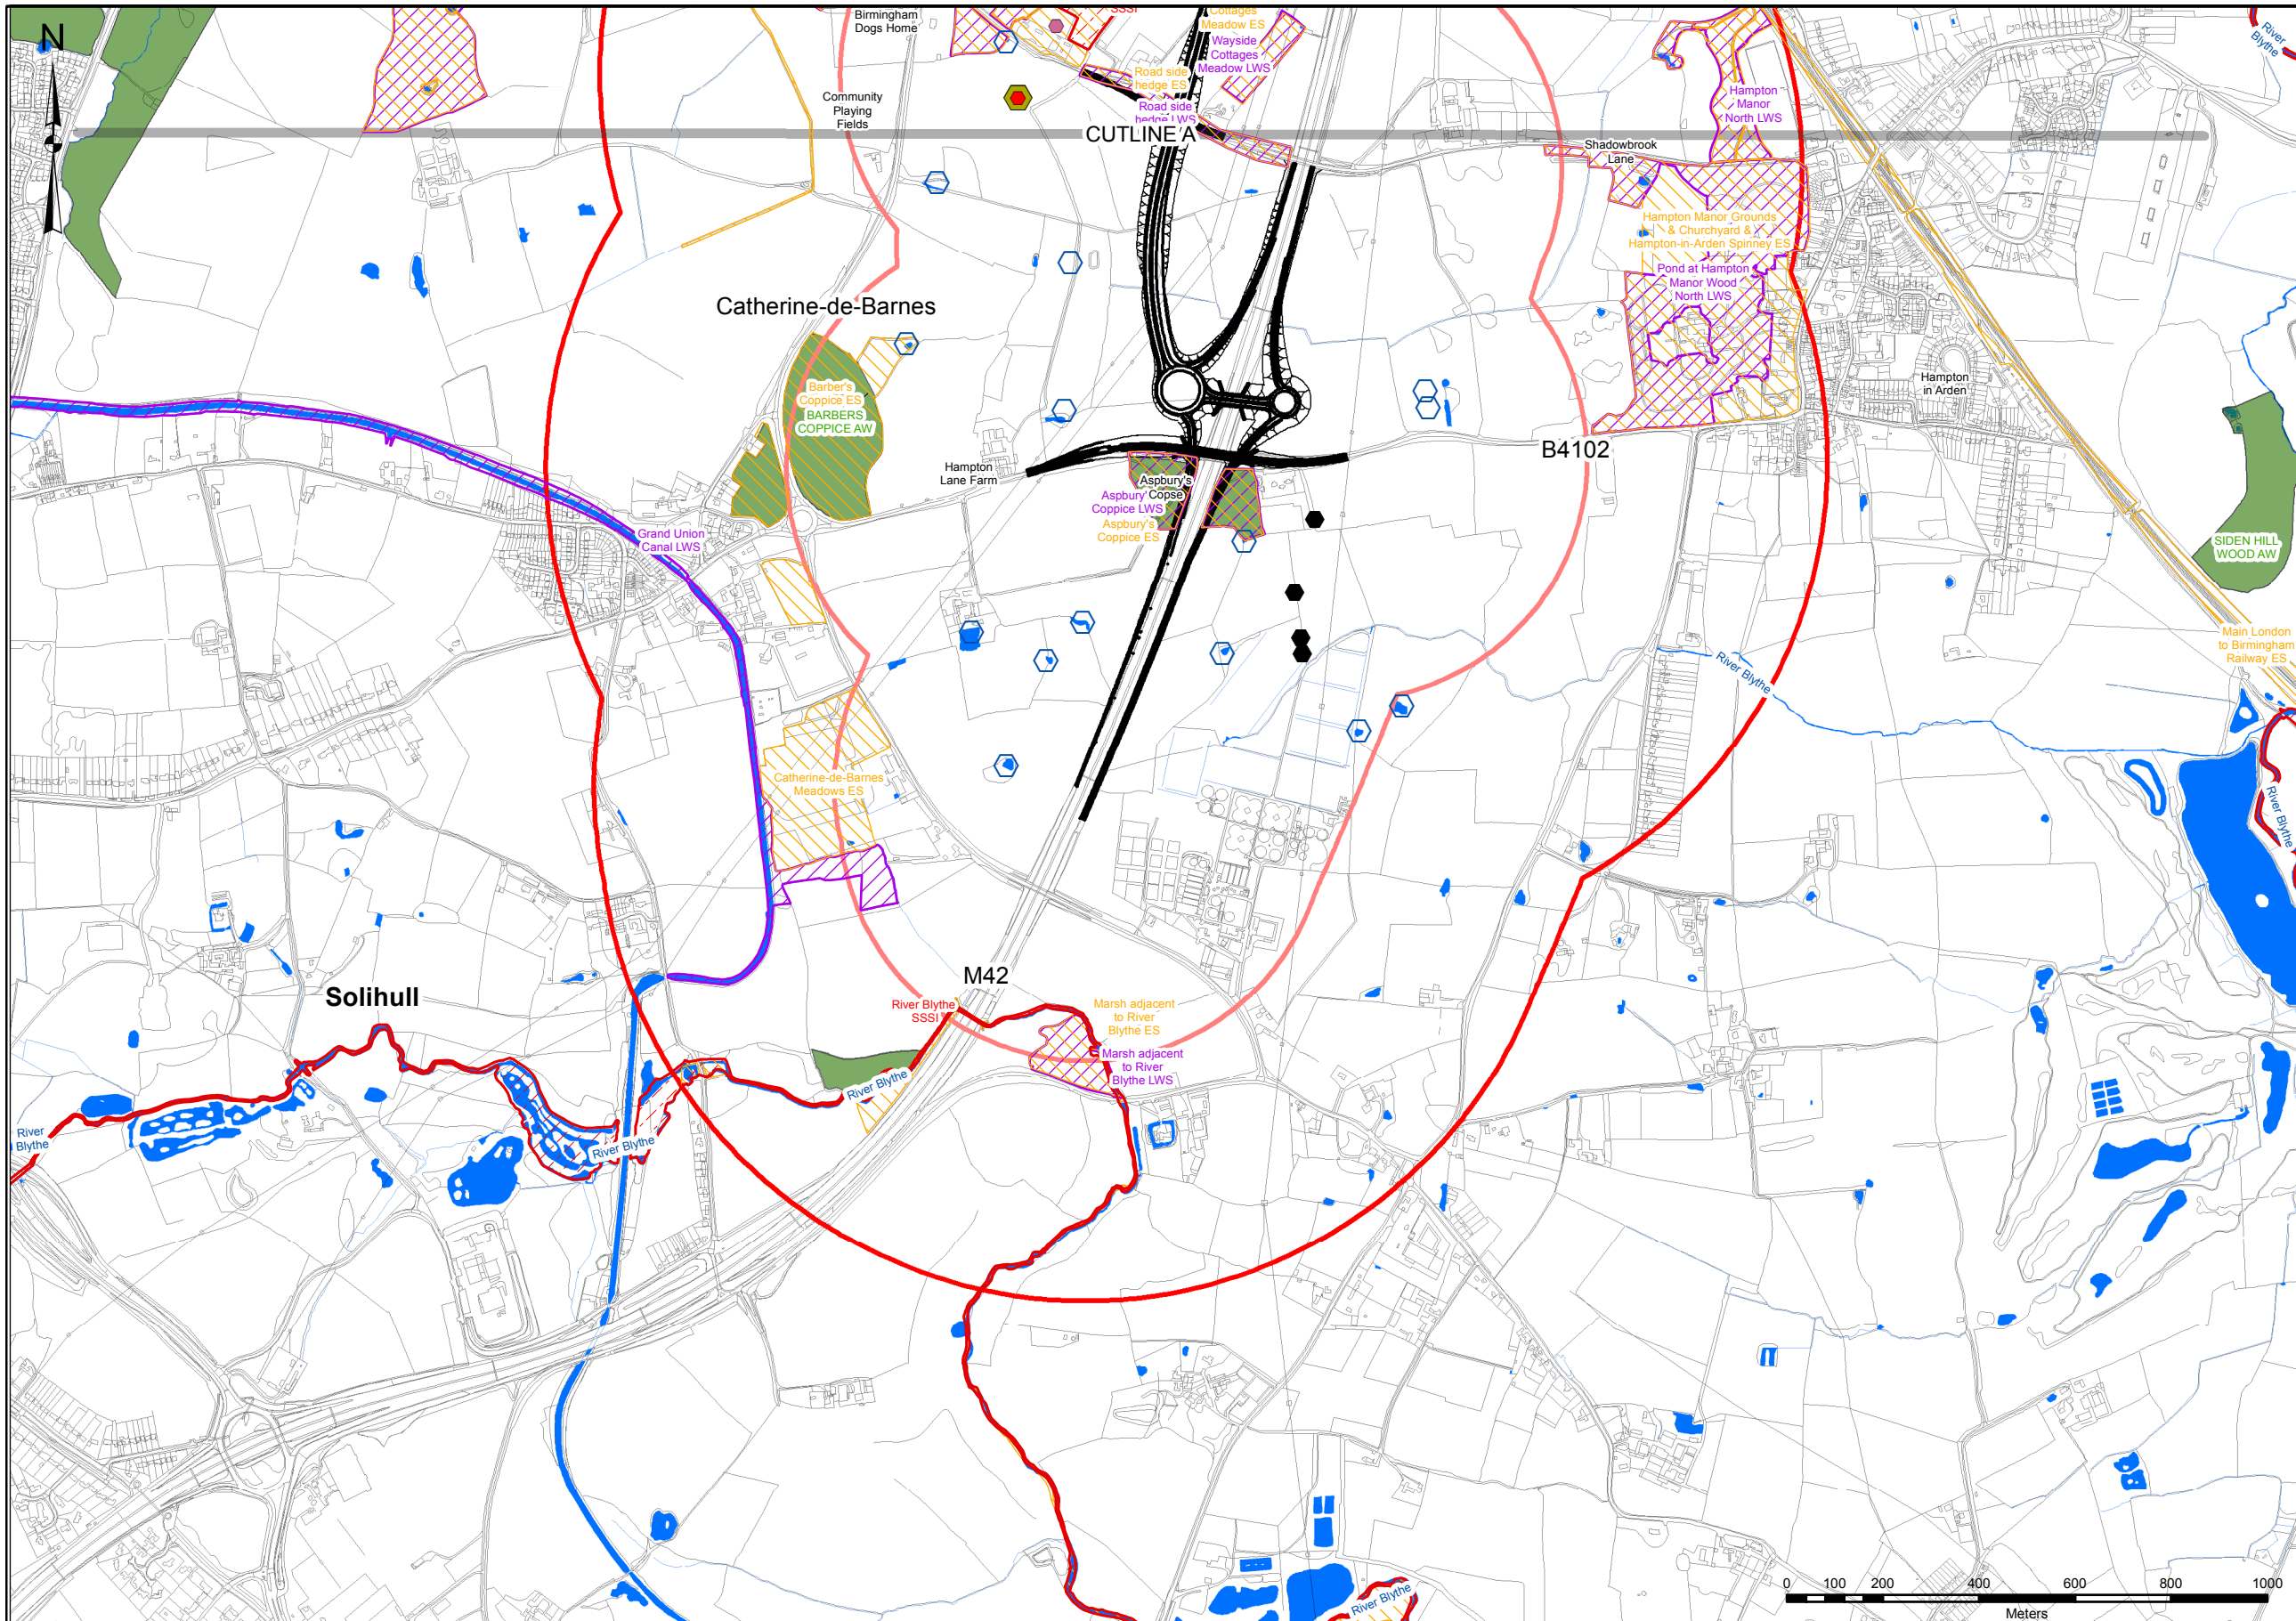 N
Birmingham
Dogs Home
SSSI
Cottages
Meadow ES
Wayside
Cottages
Meadow LWS
Road side
hedge ES
Road side
hedge LWS
Community
Playing
Fields
CUTLINE A
Hampton
Manor
North LWS
River
Blythe
Shadowbrook
Lane
Hampton Manor Grounds
& Churchyard &
Hampton-in-Arden Spinney ES
Pond at Hampton
Manor Wood
North LWS
Catherine-de-Barnes
Barber's
Coppice ES
BARBERS
COPPICE AW
Hampton
in Arden
B4102
Hampton
Lane Farm
Aspbury's
Copse
Aspbury'
Coppice LWS
Aspbury's
Coppice ES
Grand Union
Canal LWS
SIDEN HILL
WOOD AW
Main London
to Birmingham
Railway ES
River Blythe
River Blythe
Catherine-de-Barnes
Meadows ES
M42
Solihull
River Blythe
SSSI
Marsh adjacent
to River
Blythe ES
Marsh adjacent
to River
Blythe LWS
River Blythe
River
Blythe
River Blythe
River Blythe
0 100 200 400 600 800 1000
Meters